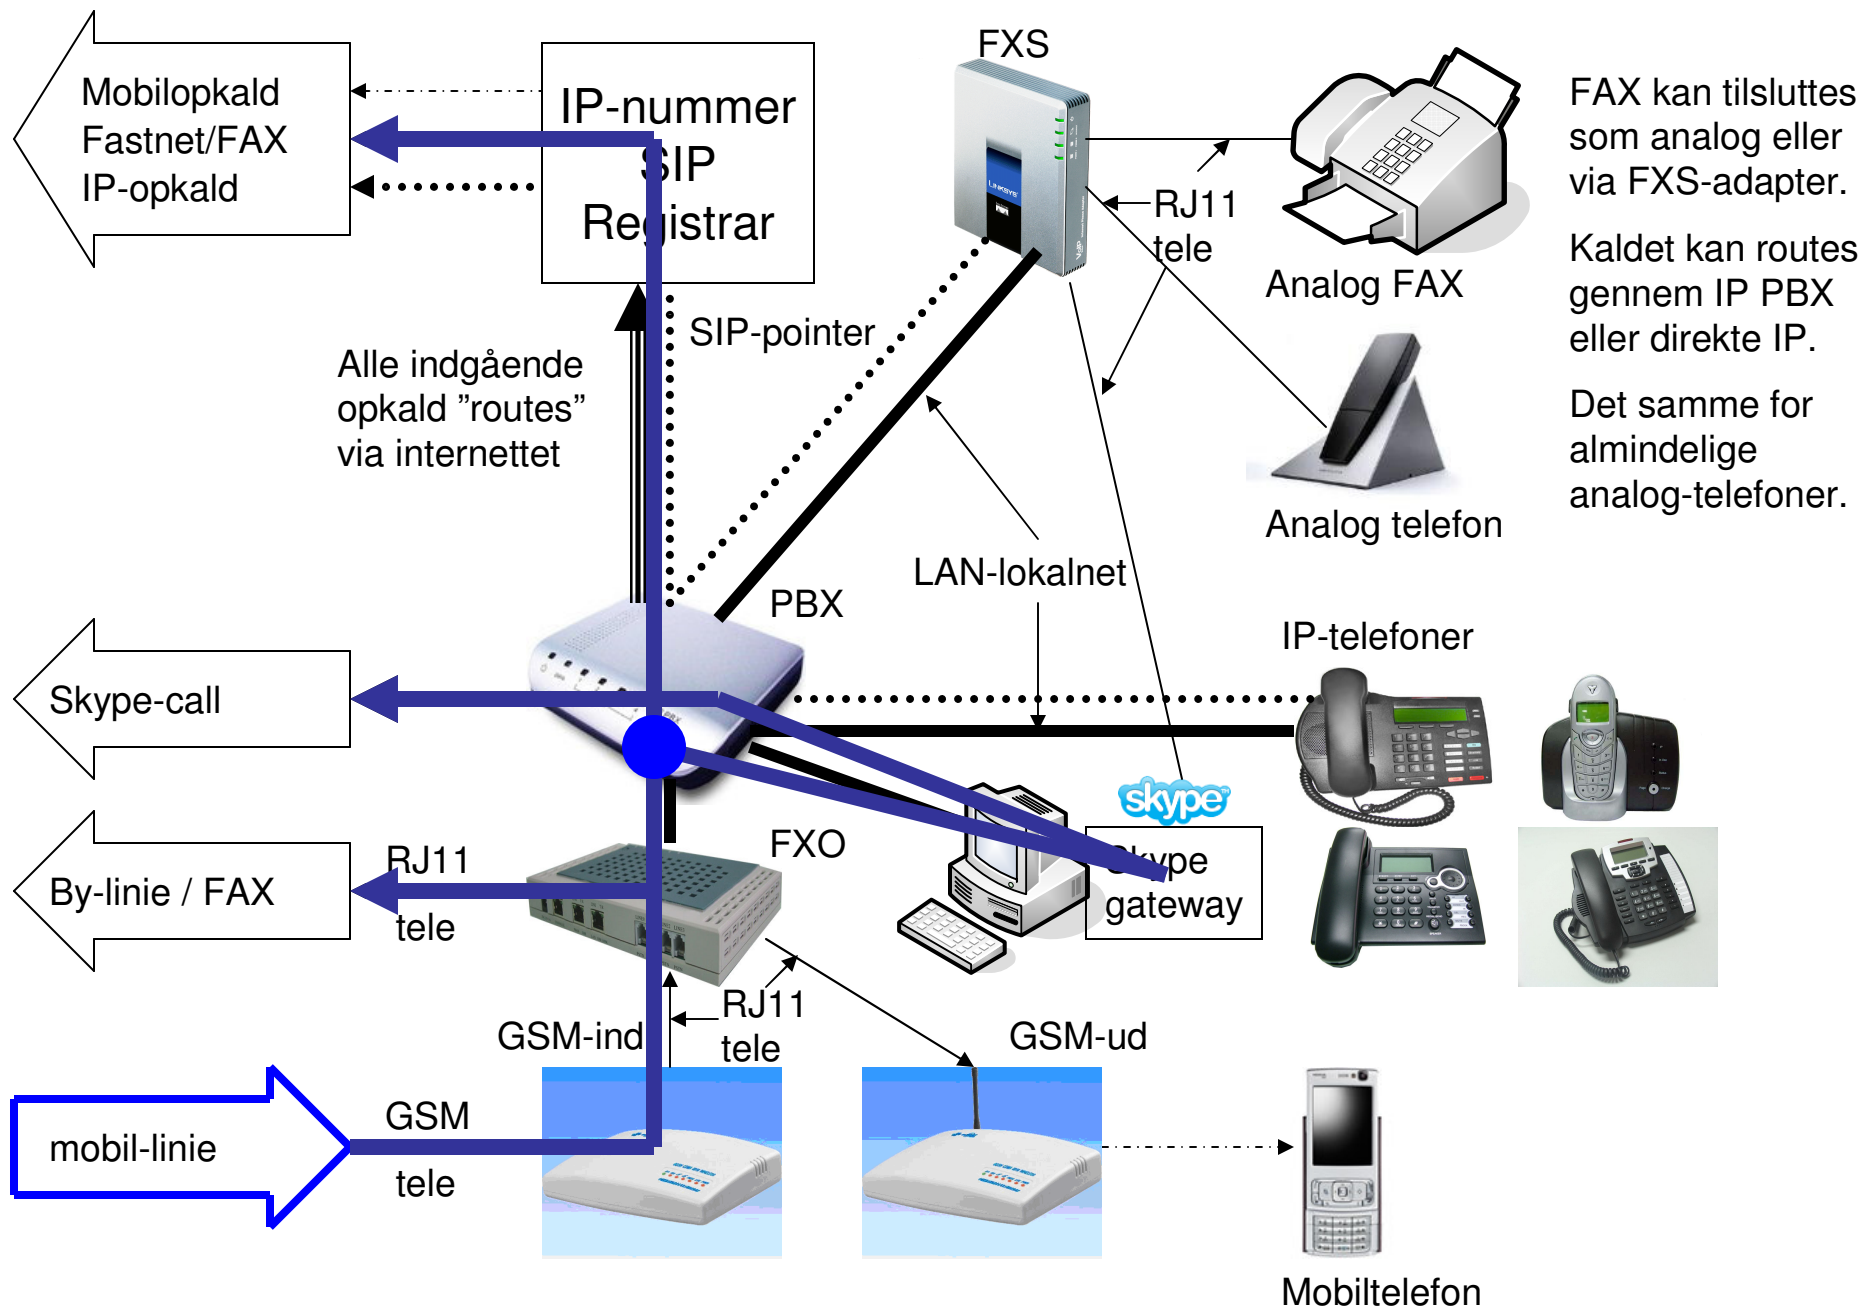 FXS
Mobilopkald
Fastnet/FAX
IP-opkald
IP-nummer
SIP
Registrar
LINKSYS
VoIP
RJ11
tele
Analog FAX
FAX kan tilsluttes
som analog eller
via FXS-adapter.
Kaldet kan routes
gennem IP PBX
eller direkte IP.
Det samme for
almindelige
analog-telefoner.
SIP-pointer
Alle indgående
opkald ”routes”
via internettet
Analog telefon
LAN-lokalnet
PBX
PBX
IP-telefoner
Skype-call
skype
Skype
gateway
FXO
RJ11
tele
By-linie / FAX
RJ11
tele
GSM-ind
GSM-ud
mobil-linie
GSM
tele
Mobiltelefon